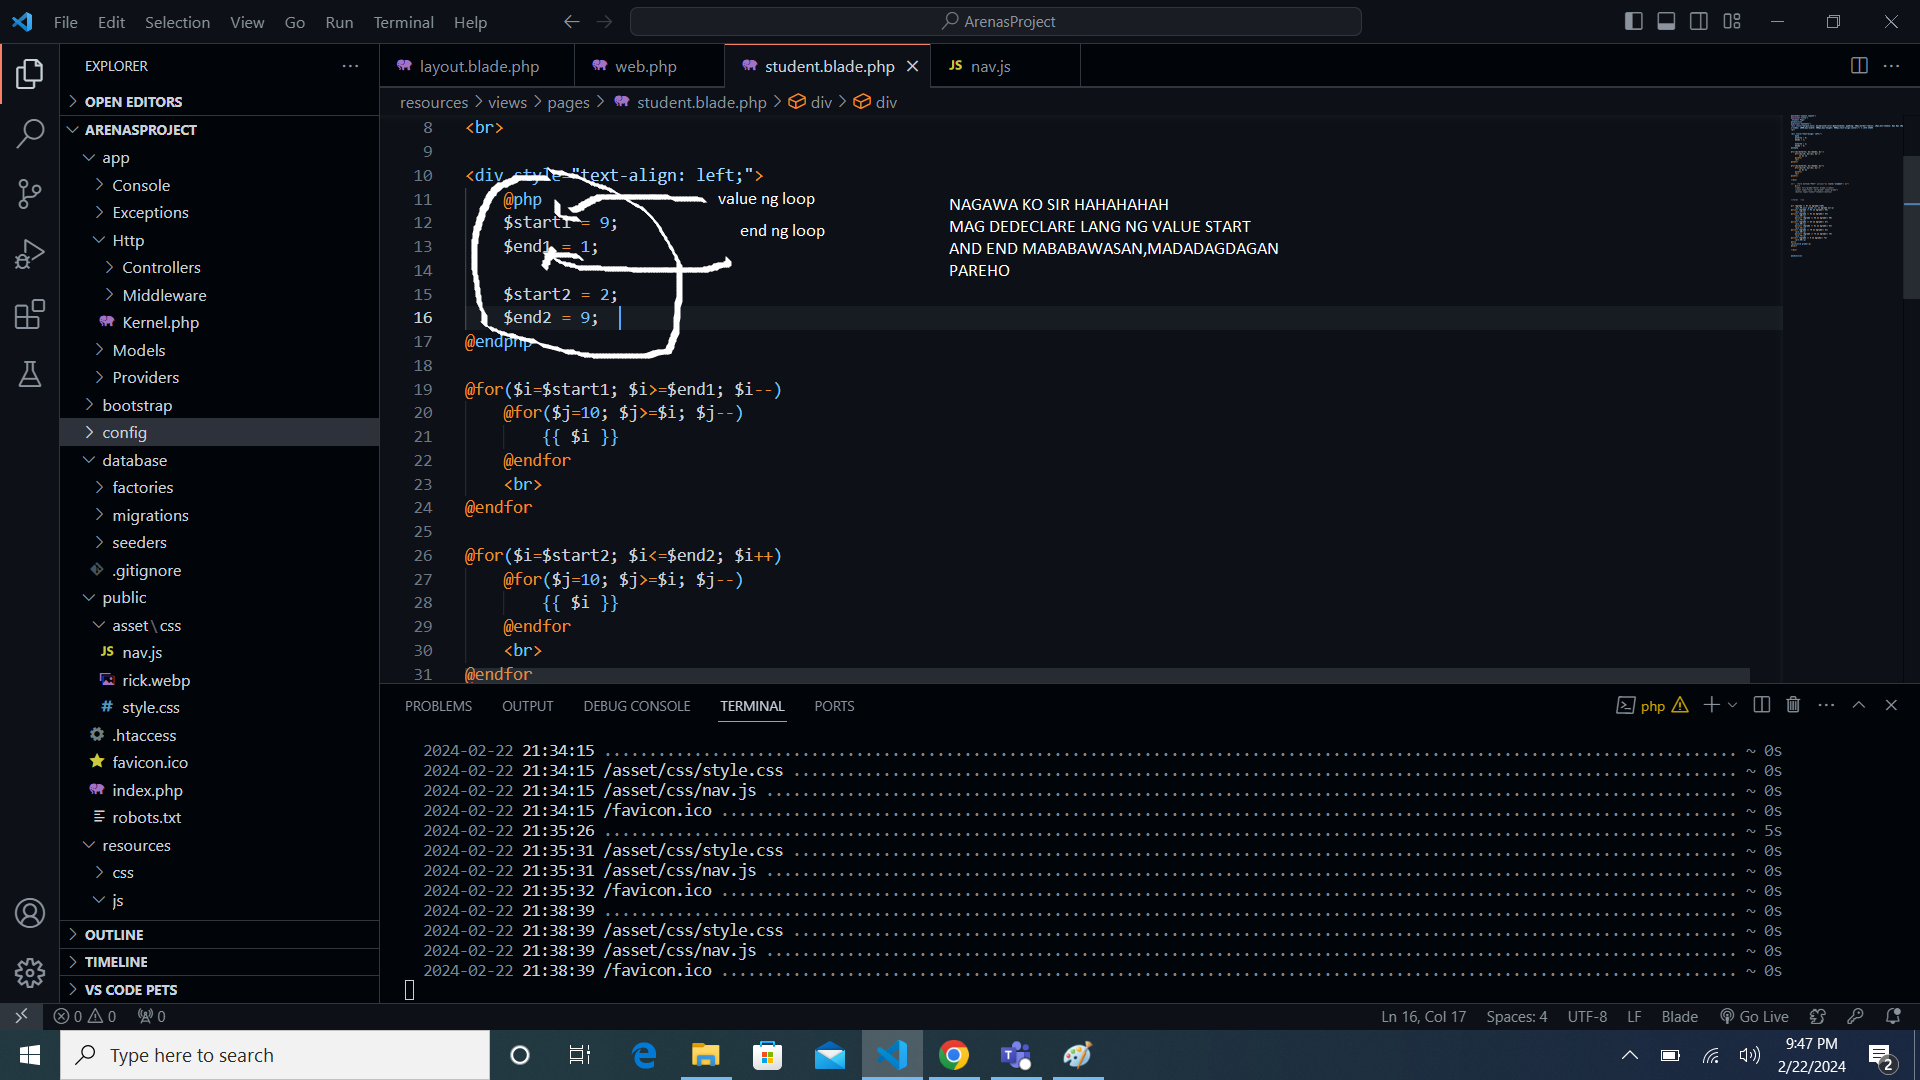 File Edit Selection View Go Run Terminal Help
ArenasProject
EXPLORER
OPEN EDITORS
ARENASPROJECT
app
Console
Exceptions
Http
Controllers
Middleware
Kernel.php
Models
Providers
bootstrap
config
database
factories
migrations
seeders
.gitignore
public
asset\css
JS nav.js
rick.webp
# style.css
.htaccess
favicon.ico
index.php
robots.txt
resources
css
js
OUTLINE
TIMELINE
VS CODE PETS
layout.blade.php web.php student.blade.php JS nav.js
resources > views > pages > student.blade.php > div > div
8 <br>
9
10 <div style="text-align: left;">
11 @php
12 $start1 = 9;
13 $end1 = 1;
14
15 $start2 = 2;
16 $end2 = 9;
17 @endphp
18
19 @for($i=$start1; $i>=$end1; $i--)
20 @for($j=10; $j>=$i; $j--)
21 {{ $i }}
22 @endfor
23 <br>
24 @endfor
25
26 @for($i=$start2; $i<=$end2; $i++)
27 @for($j=10; $j>=$i; $j--)
28 {{ $i }}
29 @endfor
30 <br>
31 @endfor
value ng loop
end ng loop
NAGAWA KO SIR HAHAHAHAH
MAG DEDECLARE LANG NG VALUE START
AND END MABABAWASAN,MADADAGDAGAN
PAREHO
PROBLEMS OUTPUT DEBUG CONSOLE TERMINAL PORTS
php
2024-02-22 21:34:15 ~ 0s
2024-02-22 21:34:15 /asset/css/style.css ~ 0s
2024-02-22 21:34:15 /asset/css/nav.js ~ 0s
2024-02-22 21:34:15 /favicon.ico ~ 0s
2024-02-22 21:35:26 ~ 5s
2024-02-22 21:35:31 /asset/css/style.css ~ 0s
2024-02-22 21:35:31 /asset/css/nav.js ~ 0s
2024-02-22 21:35:32 /favicon.ico ~ 0s
2024-02-22 21:38:39 ~ 0s
2024-02-22 21:38:39 /asset/css/style.css ~ 0s
2024-02-22 21:38:39 /asset/css/nav.js ~ 0s
2024-02-22 21:38:39 /favicon.ico ~ 0s
0 0 0
Ln 16, Col 17 Spaces: 4 UTF-8 LF Blade Go Live
Type here to search
9:47 PM
2/22/2024
2